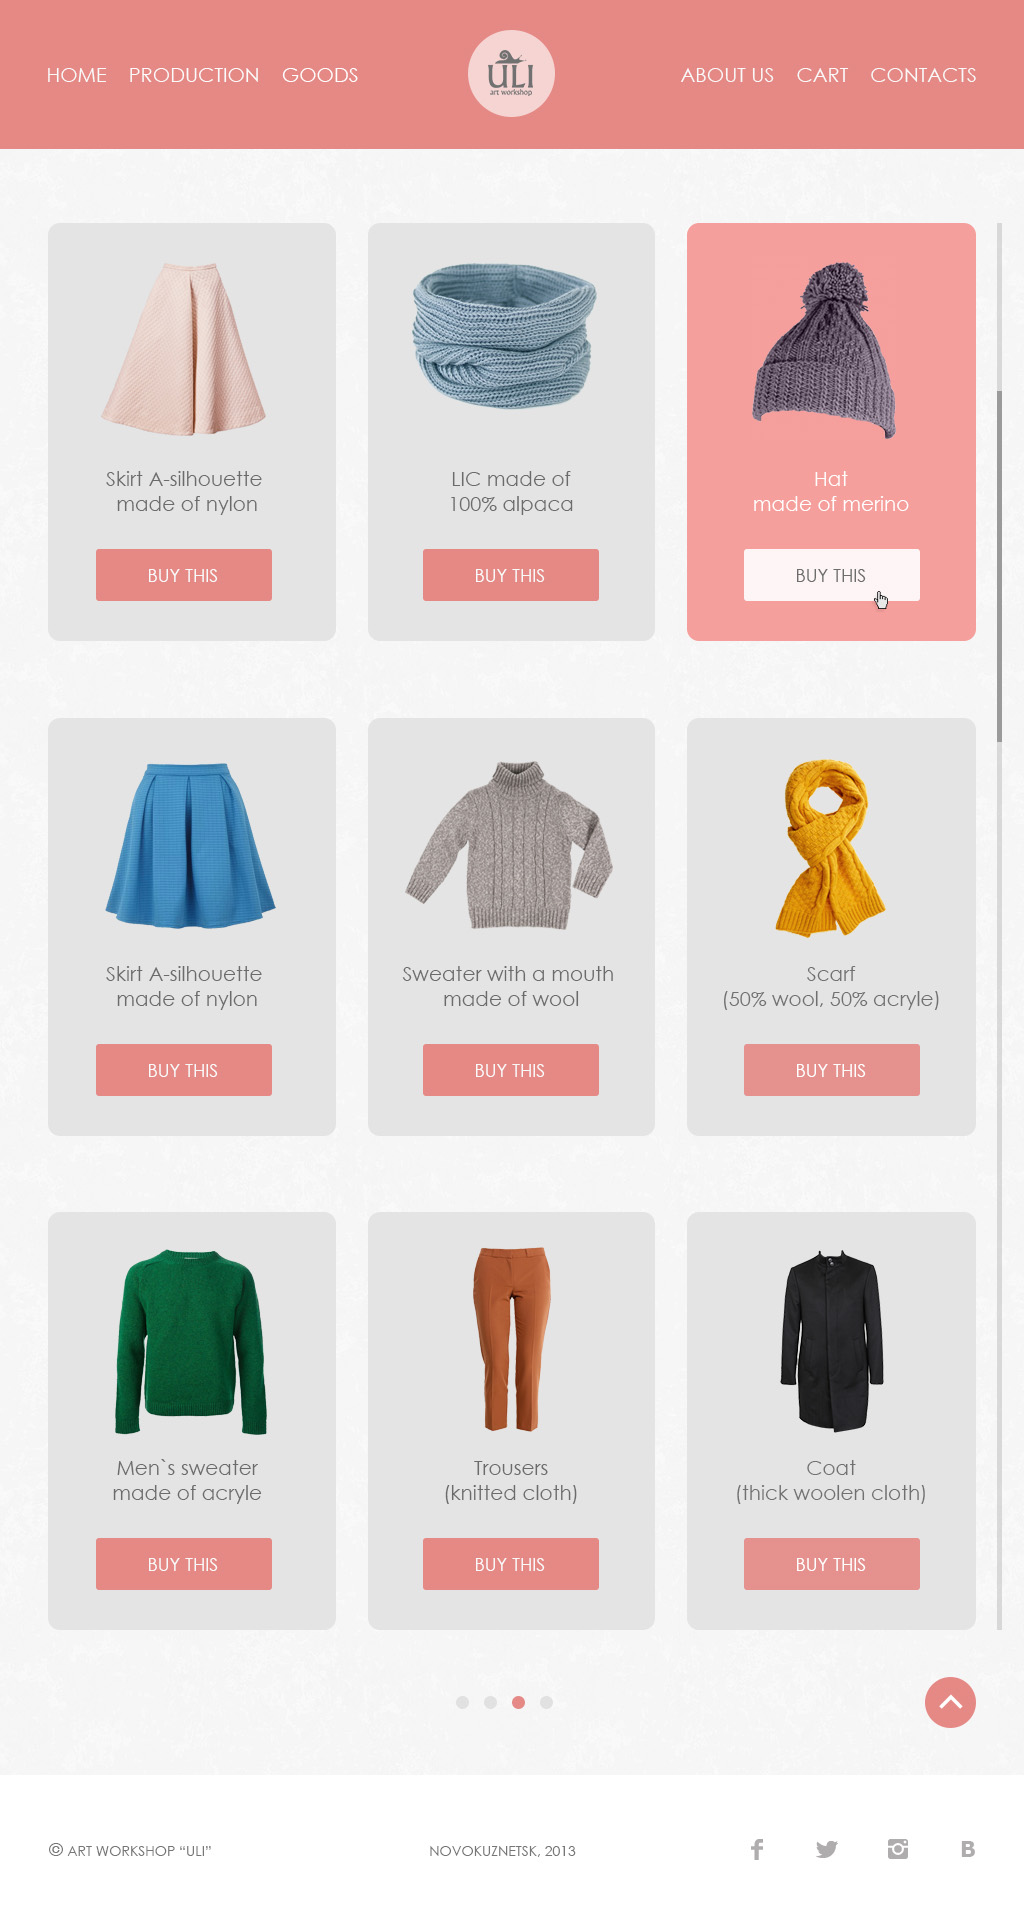 HOME PRODUCTION GOODS
ULI
art workshop
ABOUT US CART CONTACTS
Skirt A-silhouette
made of nylon
BUY THIS
LIC made of
100% alpaca
BUY THIS
Hat
made of merino
BUY THIS
Skirt A-silhouette
made of nylon
BUY THIS
Sweater with a mouth
made of wool
BUY THIS
Scarf
(50% wool, 50% acryle)
BUY THIS
Men`s sweater
made of acryle
BUY THIS
Trousers
(knitted cloth)
BUY THIS
Coat
(thick woolen cloth)
BUY THIS
© ART WORKSHOP “ULI”
NOVOKUZNETSK, 2013